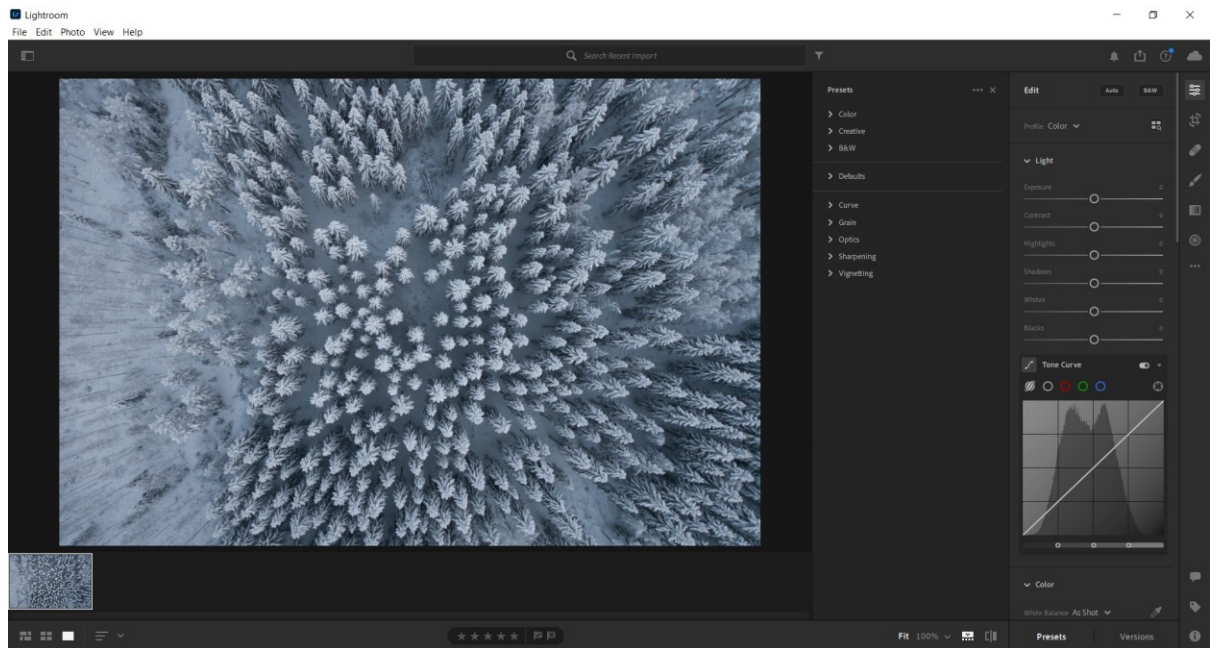 Lr Lightroom
File Edit Photo View Help
Search Recent Import
Presets
Color
Creative
B&W
Defaults
Curve
Grain
Optics
Sharpening
Vignetting
Edit Auto B&W
Profile Color
Light
Exposure 0
Contrast 0
Highlights 0
Shadows 0
Whites 0
Blacks 0
Tone Curve
Color
White Balance As Shot
Fit 100%
Presets Versions